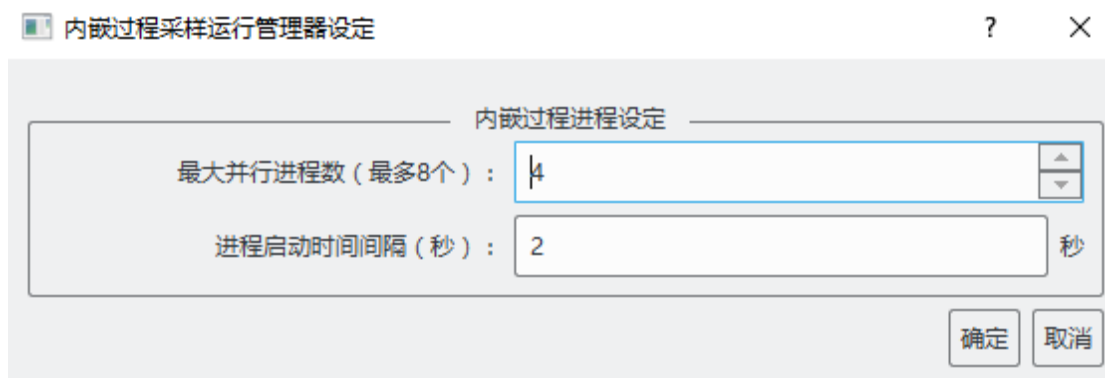 内嵌过程采样运行管理器设定
内嵌过程进程设定
最大并行进程数（最多8个）： 4
进程启动时间间隔（秒）： 2 秒
确定 取消